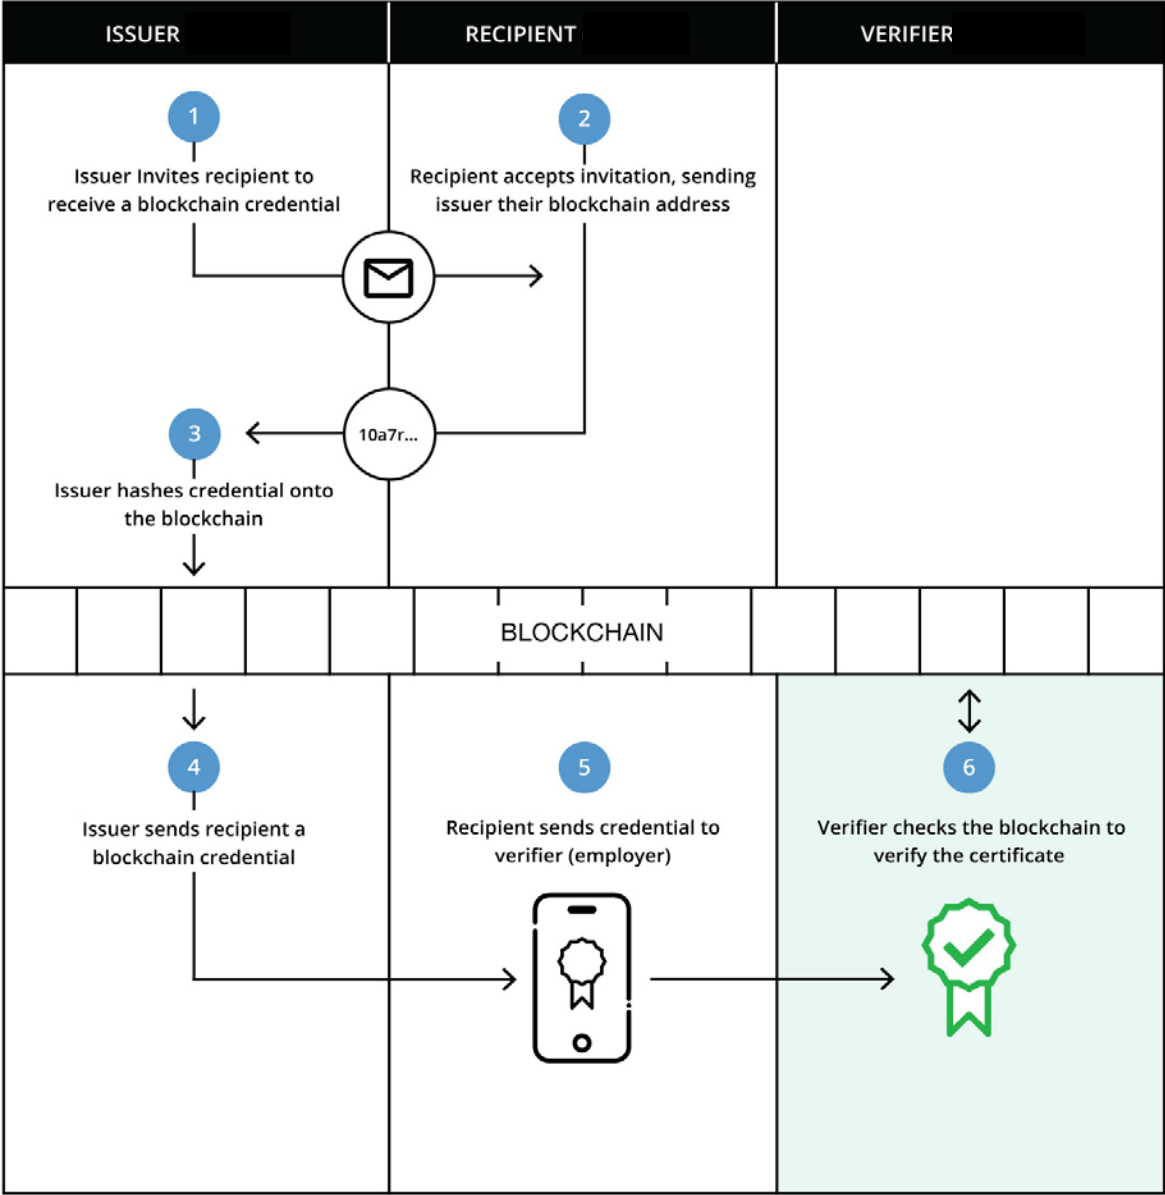 ISSUER
RECIPIENT
VERIFIER
1
Issuer Invites recipient to
receive a blockchain credential
2
Recipient accepts invitation, sending
issuer their blockchain address
10a7r...
3
Issuer hashes credential onto
the blockchain
BLOCKCHAIN
4
Issuer sends recipient a
blockchain credential
5
Recipient sends credential to
verifier (employer)
6
Verifier checks the blockchain to
verify the certificate